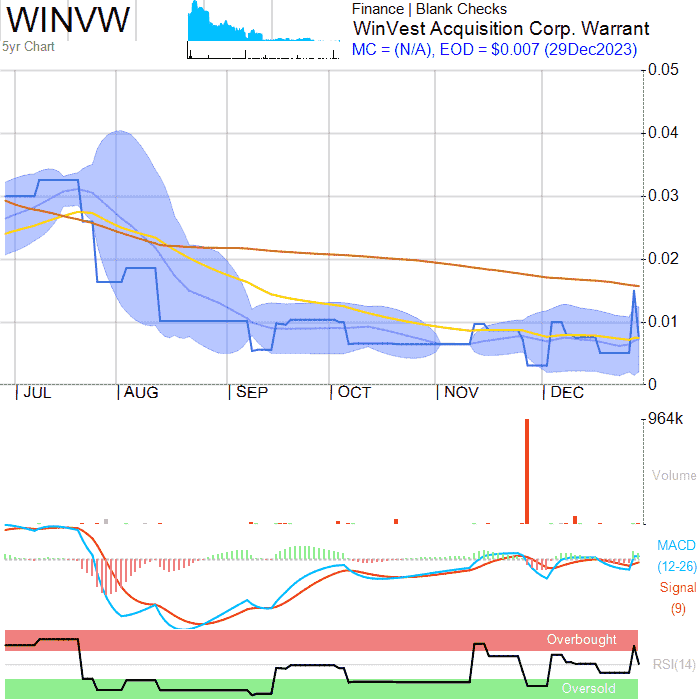 WINVW
5yr Chart
Finance | Blank Checks
WinVest Acquisition Corp. Warrant
MC = (N/A), EOD = $0.007 (29Dec2023)
0.05
0.04
0.03
0.02
0.01
0
JUL AUG SEP OCT NOV DEC
964k
Volume
MACD
(12-26)
Signal
(9)
Overbought
RSI(14)
Oversold